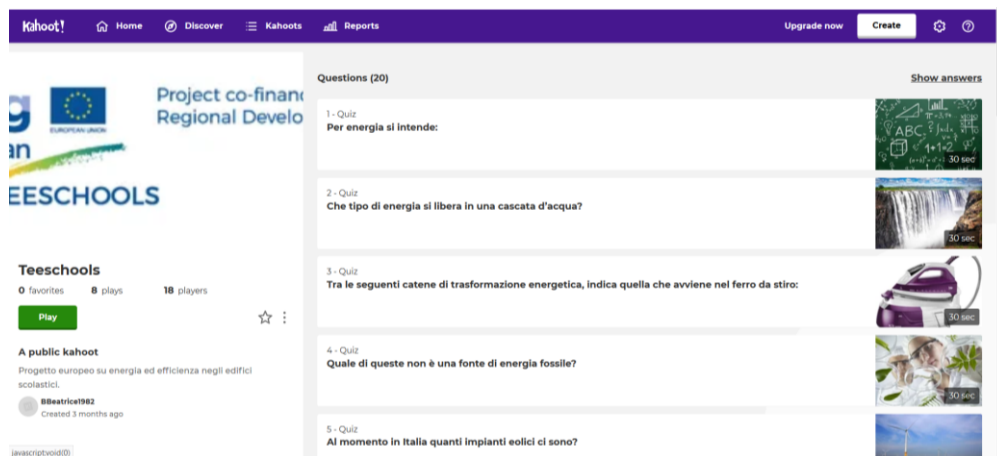 Kahoot!
Home
Discover
Kahoots
Reports
Upgrade now
Create
g
an
EUROPEAN UNION
Project co-financ
Regional Develo
EESCHOOLS
Teeschools
0 favorites 8 plays 18 players
Play
A public kahoot
Progetto europeo su energia ed efficienza negli edifici
scolastici.
BBeatrice1982
Created 3 months ago
javascript:void(0)
Questions (20)
Show answers
1 - Quiz
Per energia si intende:
ABC
1+1=2
30 sec
2 - Quiz
Che tipo di energia si libera in una cascata d'acqua?
30 sec
3 - Quiz
Tra le seguenti catene di trasformazione energetica, indica quella che avviene nel ferro da stiro:
30 sec
4 - Quiz
Quale di queste non è una fonte di energia fossile?
30 sec
5 - Quiz
Al momento in Italia quanti impianti eolici ci sono?